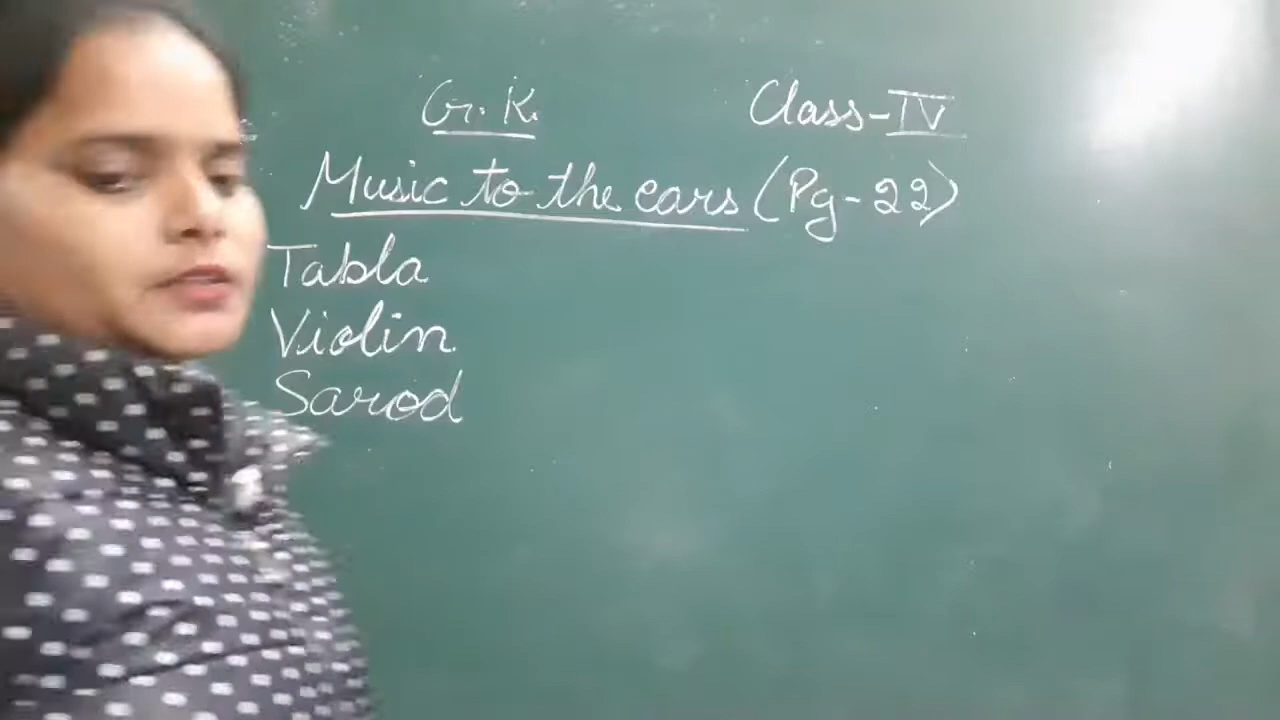 G.K. Class-IV
Music to the ears (Pg-22)
Tabla
Violin
Sarod